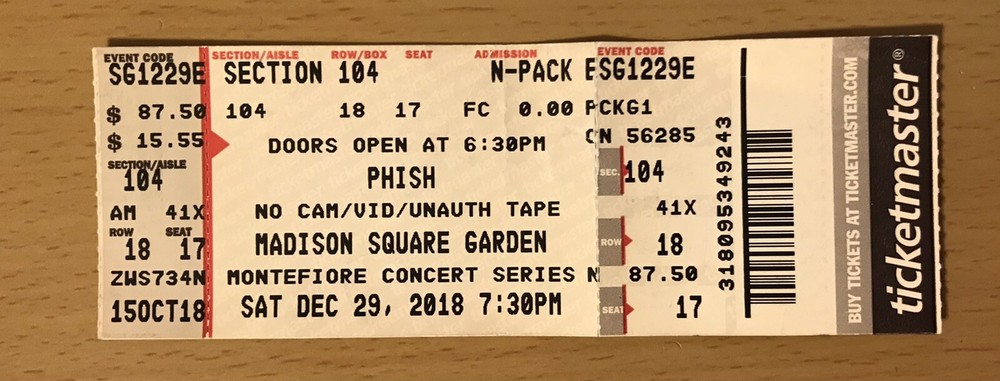 EVENT CODE
SG1229E
$ 87.50
$ 15.55
SECTION/AISLE
104
AM 41X
ROW SEAT
18 17
ZWS734N
15OCT18
SECTION/AISLE ROW/BOX SEAT ADMISSION
SECTION 104 N-PACK E
104 18 17 FC 0.00 P
DOORS OPEN AT 6:30PM
PHISH
NO CAM/VID/UNAUTH TAPE
MADISON SQUARE GARDEN
MONTEFIORE CONCERT SERIES N
SAT DEC 29, 2018 7:30PM
EVENT CODE
SG1229E
CKG1
CN 56285
SEC. 104
41X
ROW 18
87.50
SEAT 17
318095349243
BUY TICKETS AT TICKETMASTER.COM
ticketmaster®